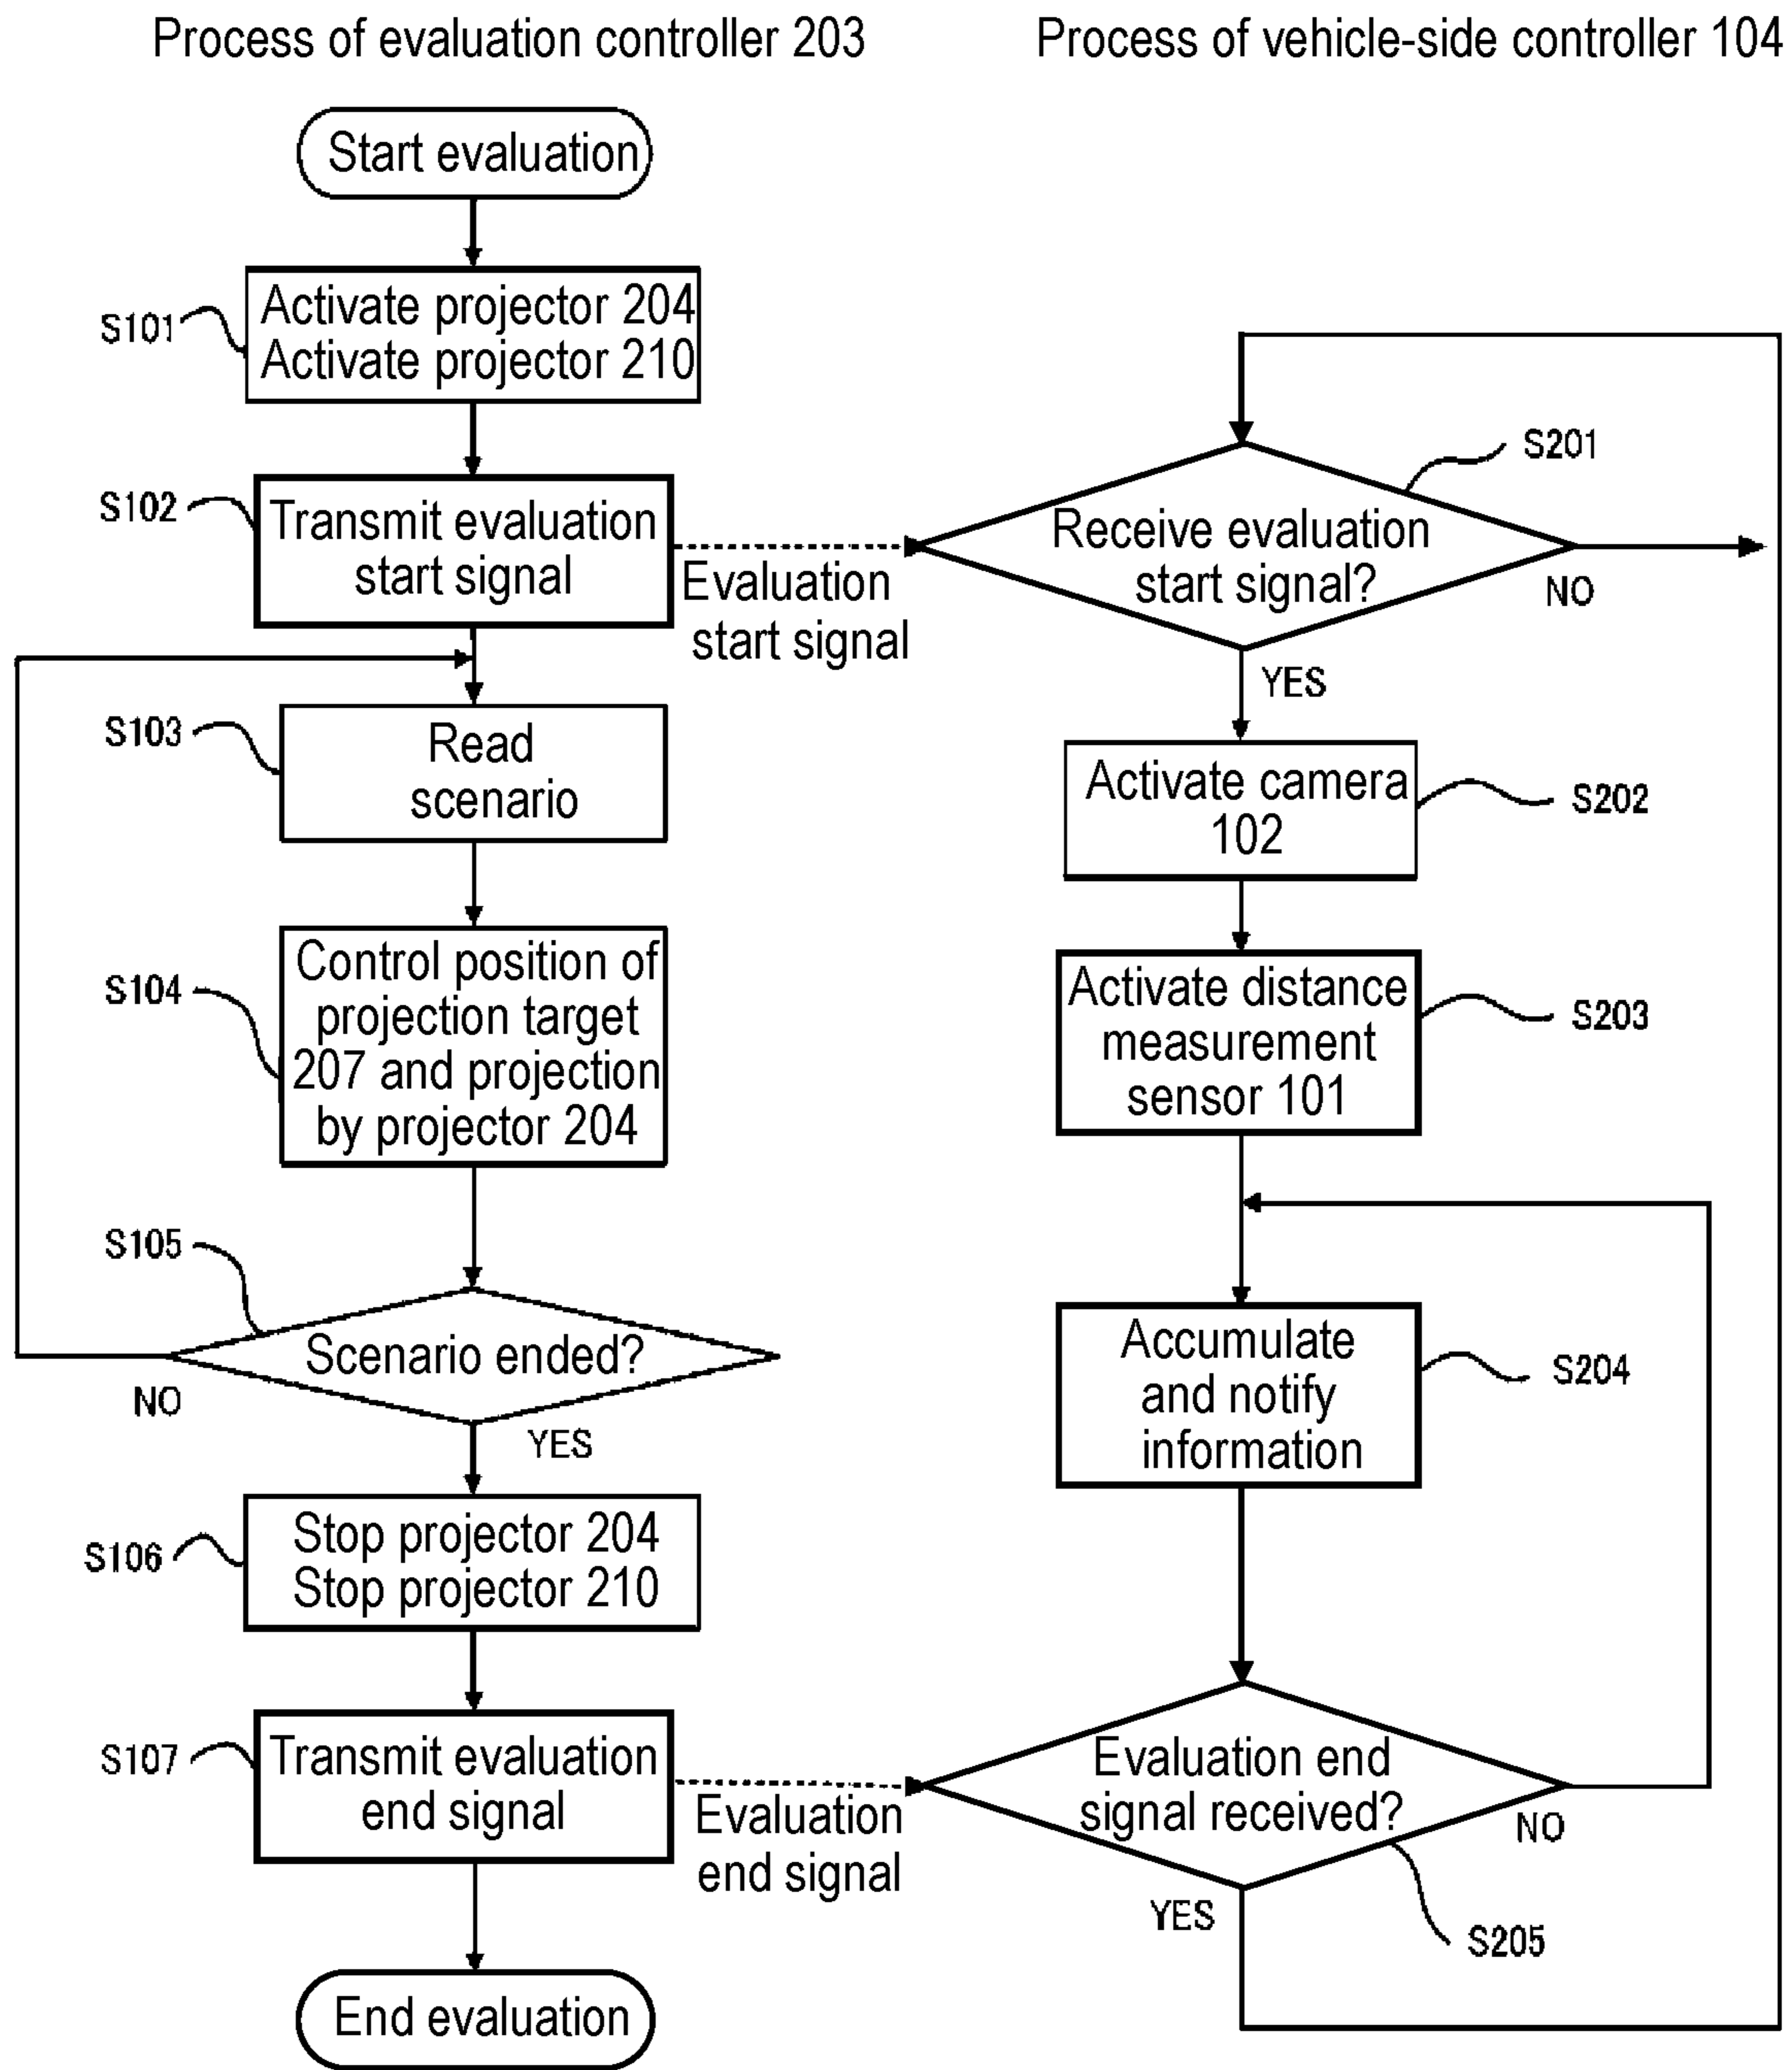 Process of evaluation controller 203
Start evaluation
S101
Activate projector 204
Activate projector 210
S102
Transmit evaluation
start signal
Evaluation
start signal
S103
Read
scenario
S104
Control position of
projection target
207 and projection
by projector 204
S105
Scenario ended?
NO
YES
S106
Stop projector 204
Stop projector 210
S107
Transmit evaluation
end signal
Evaluation
end signal
End evaluation
Process of vehicle-side controller 104
S201
Receive evaluation
start signal?
NO
YES
Activate camera
102
S202
Activate distance
measurement
sensor 101
S203
Accumulate
and notify
information
S204
Evaluation end
signal received?
NO
YES
S205